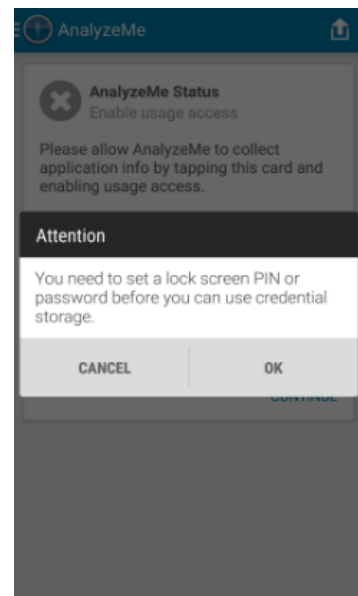 AnalyzeMe
AnalyzeMe Status
Enable usage access
Please allow AnalyzeMe to collect
application info by tapping this card and
enabling usage access.
Attention
You need to set a lock screen PIN or
password before you can use credential
storage.
CANCEL OK
CONTINUE